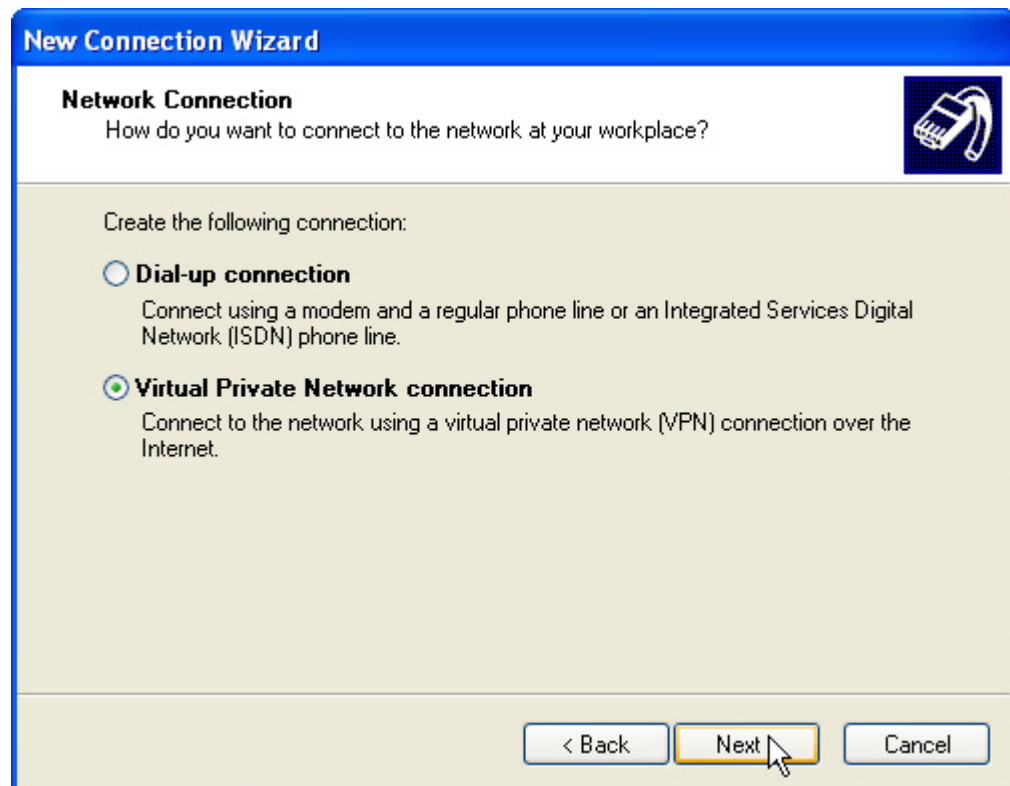 New Connection Wizard
Network Connection
How do you want to connect to the network at your workplace?
Create the following connection:
Dial-up connection
Connect using a modem and a regular phone line or an Integrated Services Digital
Network (ISDN) phone line.
Virtual Private Network connection
Connect to the network using a virtual private network (VPN) connection over the
Internet.
< Back
Next
Cancel